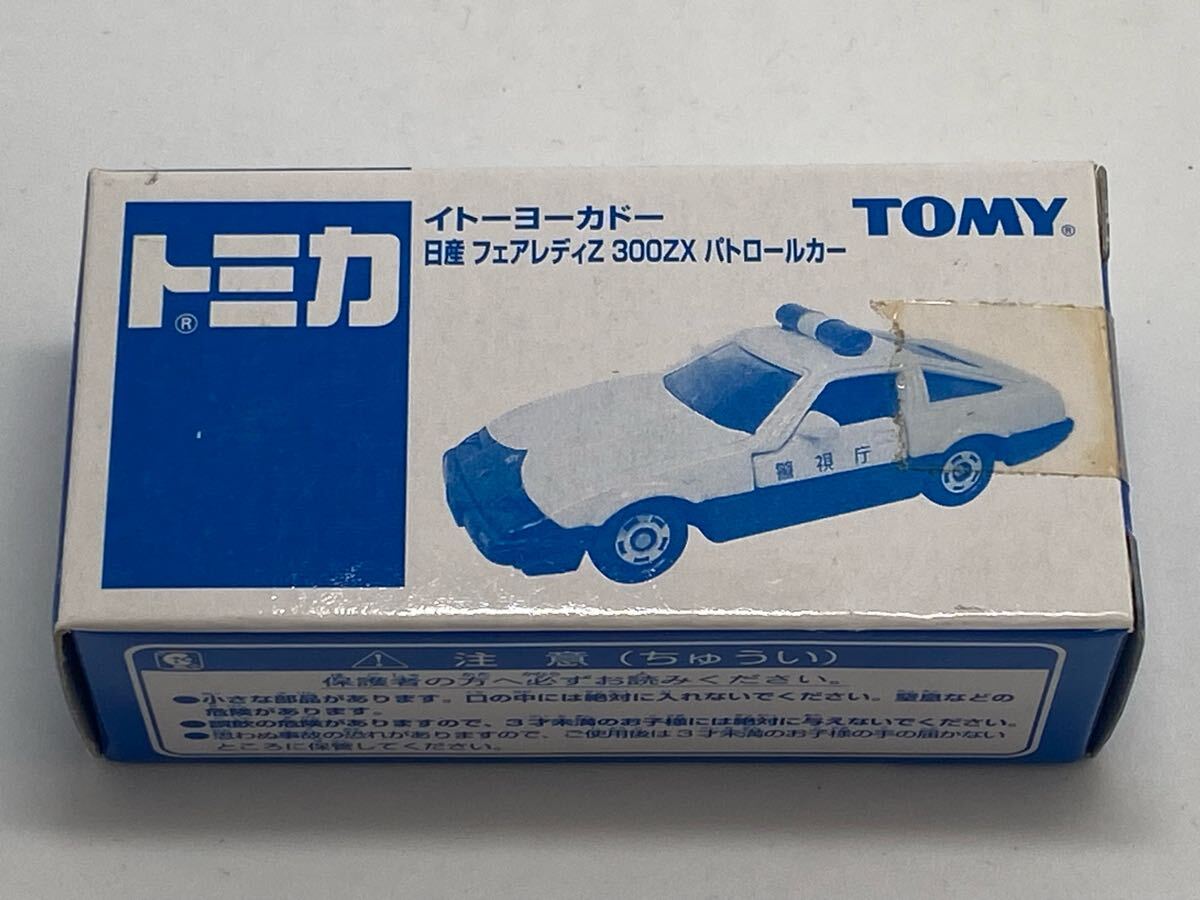 トミカ®
イトーヨーカドー
日産 フェアレディZ 300ZX パトロールカー
TOMY®
警視庁
注意(ちゅうい)
保護者の方へ必ずお読みください。
●小さな部品があります。口の中には絶対に入れないでください。窒息などの
危険があります。
●誤飲の危険がありますので、3才未満のお子様には絶対に与えないでください。
●思わぬ事故の恐れがありますので、ご使用後は3才未満のお子様の手の届かない
ところに保管してください。